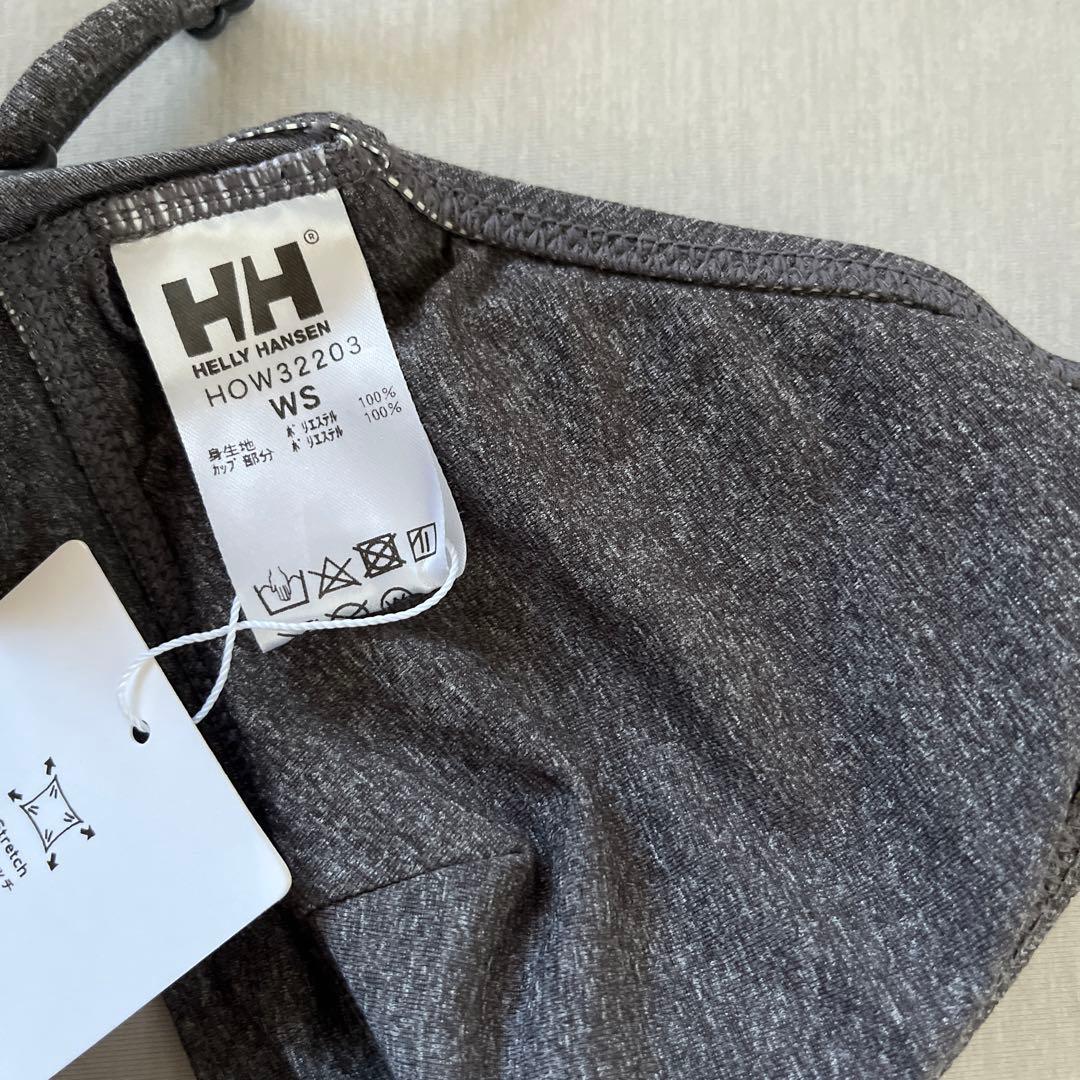 HH®
HELLY HANSEN
HOW32203
WS
身生地 ポリエステル 100%
カップ部分 ポリエステル 100%
Stretch